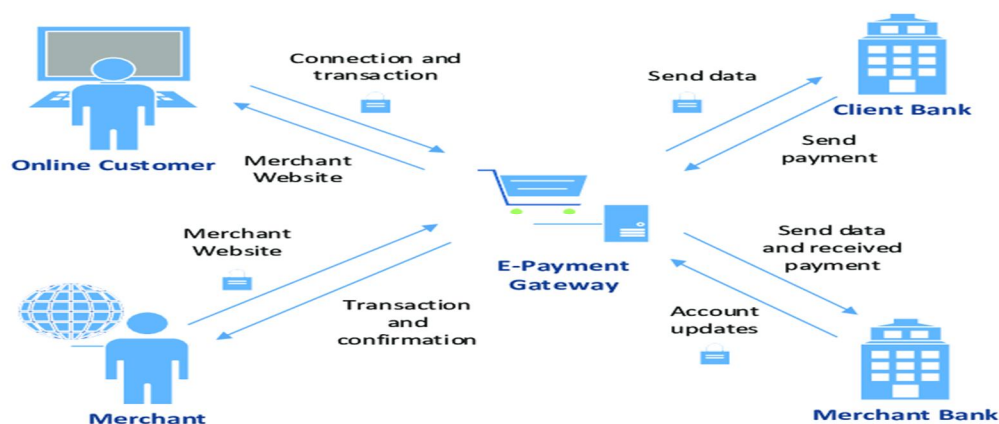 Connection and
transaction
Send data
Client Bank
Online Customer
Merchant
Website
Send
payment
Merchant
Website
Send data
and received
payment
E-Payment
Gateway
Transaction
and
confirmation
Account
updates
Merchant
Merchant Bank